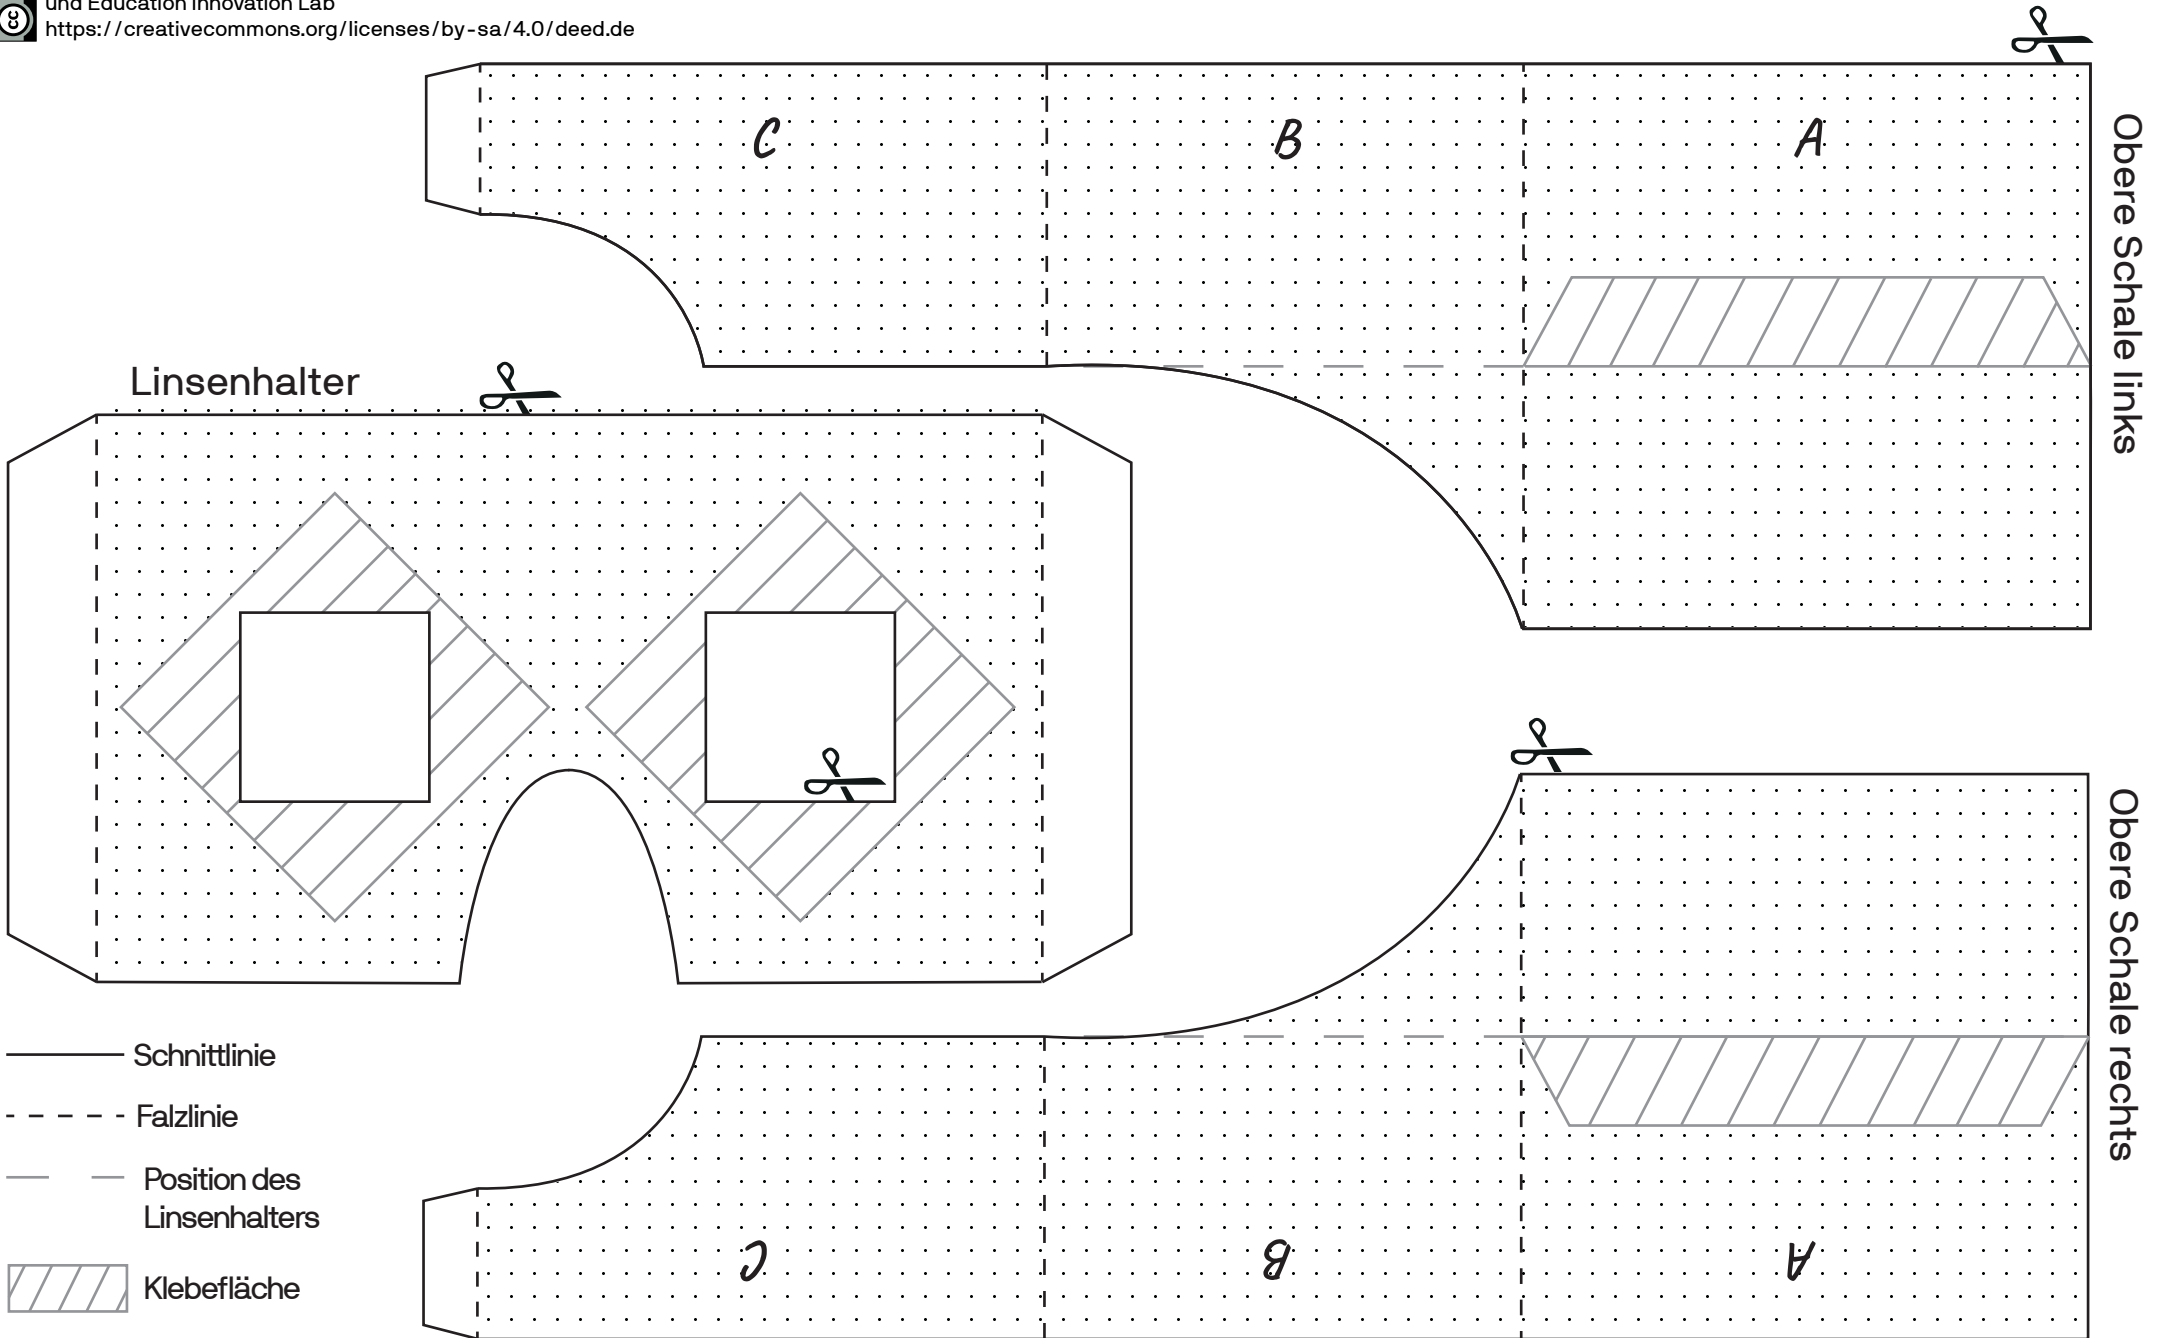 und Education Innovation Lab
https://creativecommons.org/licenses/by-sa/4.0/deed.de
cc
C
B
A
Obere Schale links
Linsenhalter
Obere Schale rechts
Schnittlinie
Falzlinie
Position des
Linsenhalters
Klebefläche
C
B
A